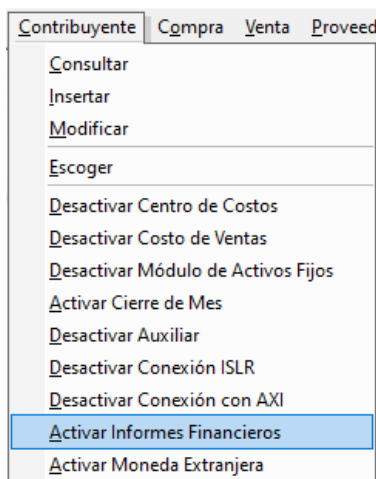 Contribuyente Compra Venta Proveed
Consultar
Insertar
Modificar
Escoger
Desactivar Centro de Costos
Desactivar Costo de Ventas
Desactivar Módulo de Activos Fijos
Activar Cierre de Mes
Desactivar Auxiliar
Desactivar Conexión ISLR
Desactivar Conexión con AXI
Activar Informes Financieros
Activar Moneda Extranjera